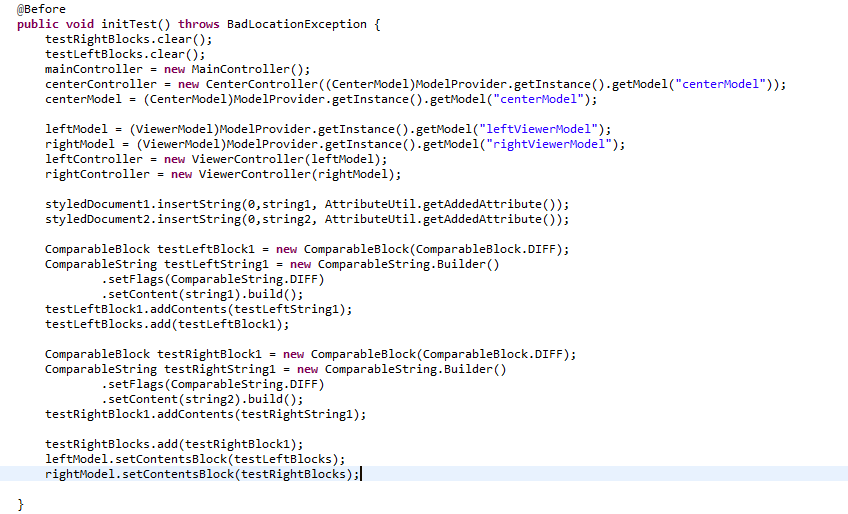 @Before
public void initTest() throws BadLocationException {
    testRightBlocks.clear();
    testLeftBlocks.clear();
    mainController = new MainController();
    centerController = new CenterController((CenterModel)ModelProvider.getInstance().getModel("centerModel"));
    centerModel = (CenterModel)ModelProvider.getInstance().getModel("centerModel");

    leftModel = (ViewerModel)ModelProvider.getInstance().getModel("leftViewerModel");
    rightModel = (ViewerModel)ModelProvider.getInstance().getModel("rightViewerModel");
    leftController = new ViewerController(leftModel);
    rightController = new ViewerController(rightModel);

    styledDocument1.insertString(0,string1, AttributeUtil.getAddedAttribute());
    styledDocument2.insertString(0,string2, AttributeUtil.getAddedAttribute());

    ComparableBlock testLeftBlock1 = new ComparableBlock(ComparableBlock.DIFF);
    ComparableString testLeftString1 = new ComparableString.Builder()
            .setFlags(ComparableString.DIFF)
            .setContent(string1).build();
    testLeftBlock1.addContents(testLeftString1);
    testLeftBlocks.add(testLeftBlock1);

    ComparableBlock testRightBlock1 = new ComparableBlock(ComparableBlock.DIFF);
    ComparableString testRightString1 = new ComparableString.Builder()
            .setFlags(ComparableString.DIFF)
            .setContent(string2).build();
    testRightBlock1.addContents(testRightString1);

    testRightBlocks.add(testRightBlock1);
    leftModel.setContentsBlock(testLeftBlocks);
    rightModel.setContentsBlock(testRightBlocks);

}